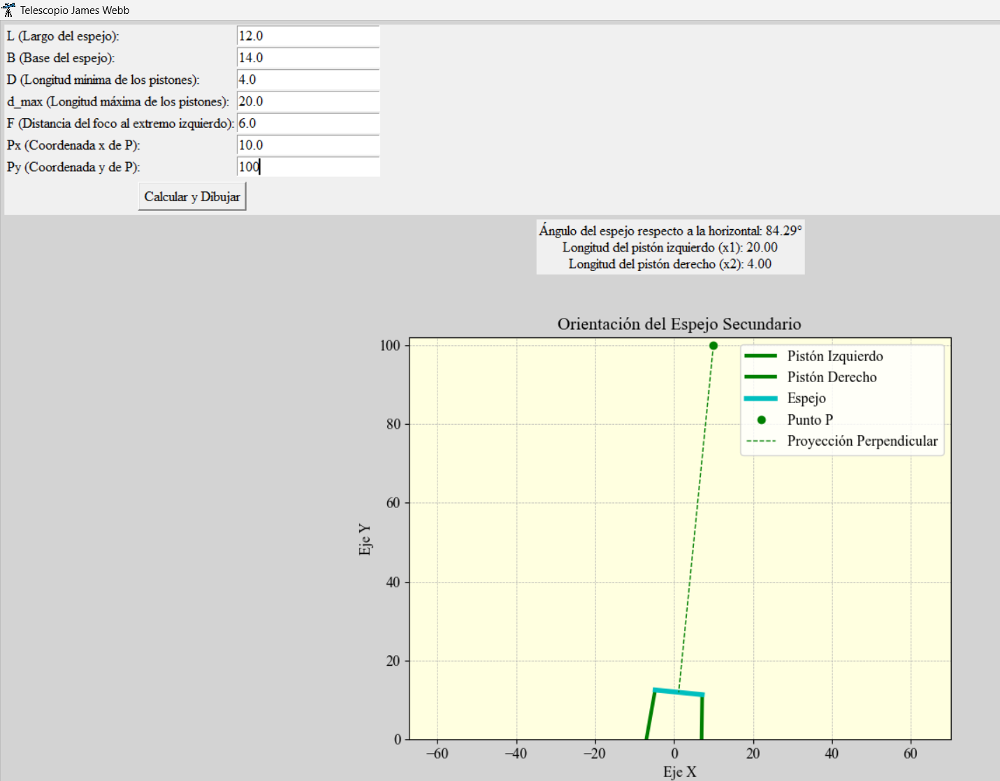 Telescopio James Webb
L (Largo del espejo): 12.0
B (Base del espejo): 14.0
D (Longitud mínima de los pistones): 4.0
d_max (Longitud máxima de los pistones): 20.0
F (Distancia del foco al extremo izquierdo): 6.0
Px (Coordenada x de P): 10.0
Py (Coordenada y de P): 100
Calcular y Dibujar
Ángulo del espejo respecto a la horizontal: 84.29°
Longitud del pistón izquierdo (x1): 20.00
Longitud del pistón derecho (x2): 4.00
Orientación del Espejo Secundario
100
80
60
40
20
0
Eje Y
Pistón Izquierdo
Pistón Derecho
Espejo
Punto P
Proyección Perpendicular
−60 −40 −20 0 20 40 60
Eje X